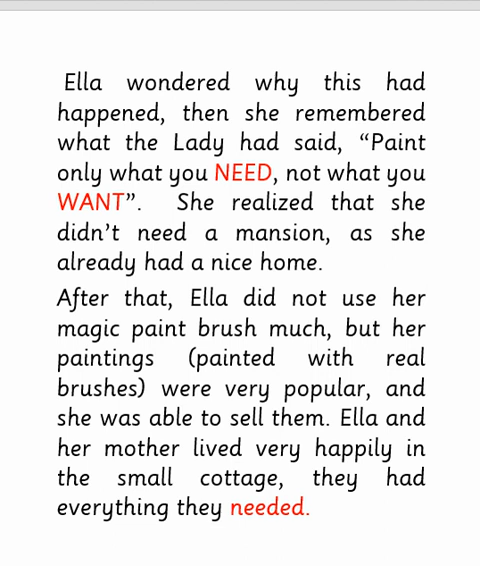 Ella wondered why this had
happened, then she remembered
what the Lady had said, “Paint
only what you NEED, not what you
WANT”. She realized that she
didn’t need a mansion, as she
already had a nice home.
After that, Ella did not use her
magic paint brush much, but her
paintings (painted with real
brushes) were very popular, and
she was able to sell them. Ella and
her mother lived very happily in
the small cottage, they had
everything they needed.